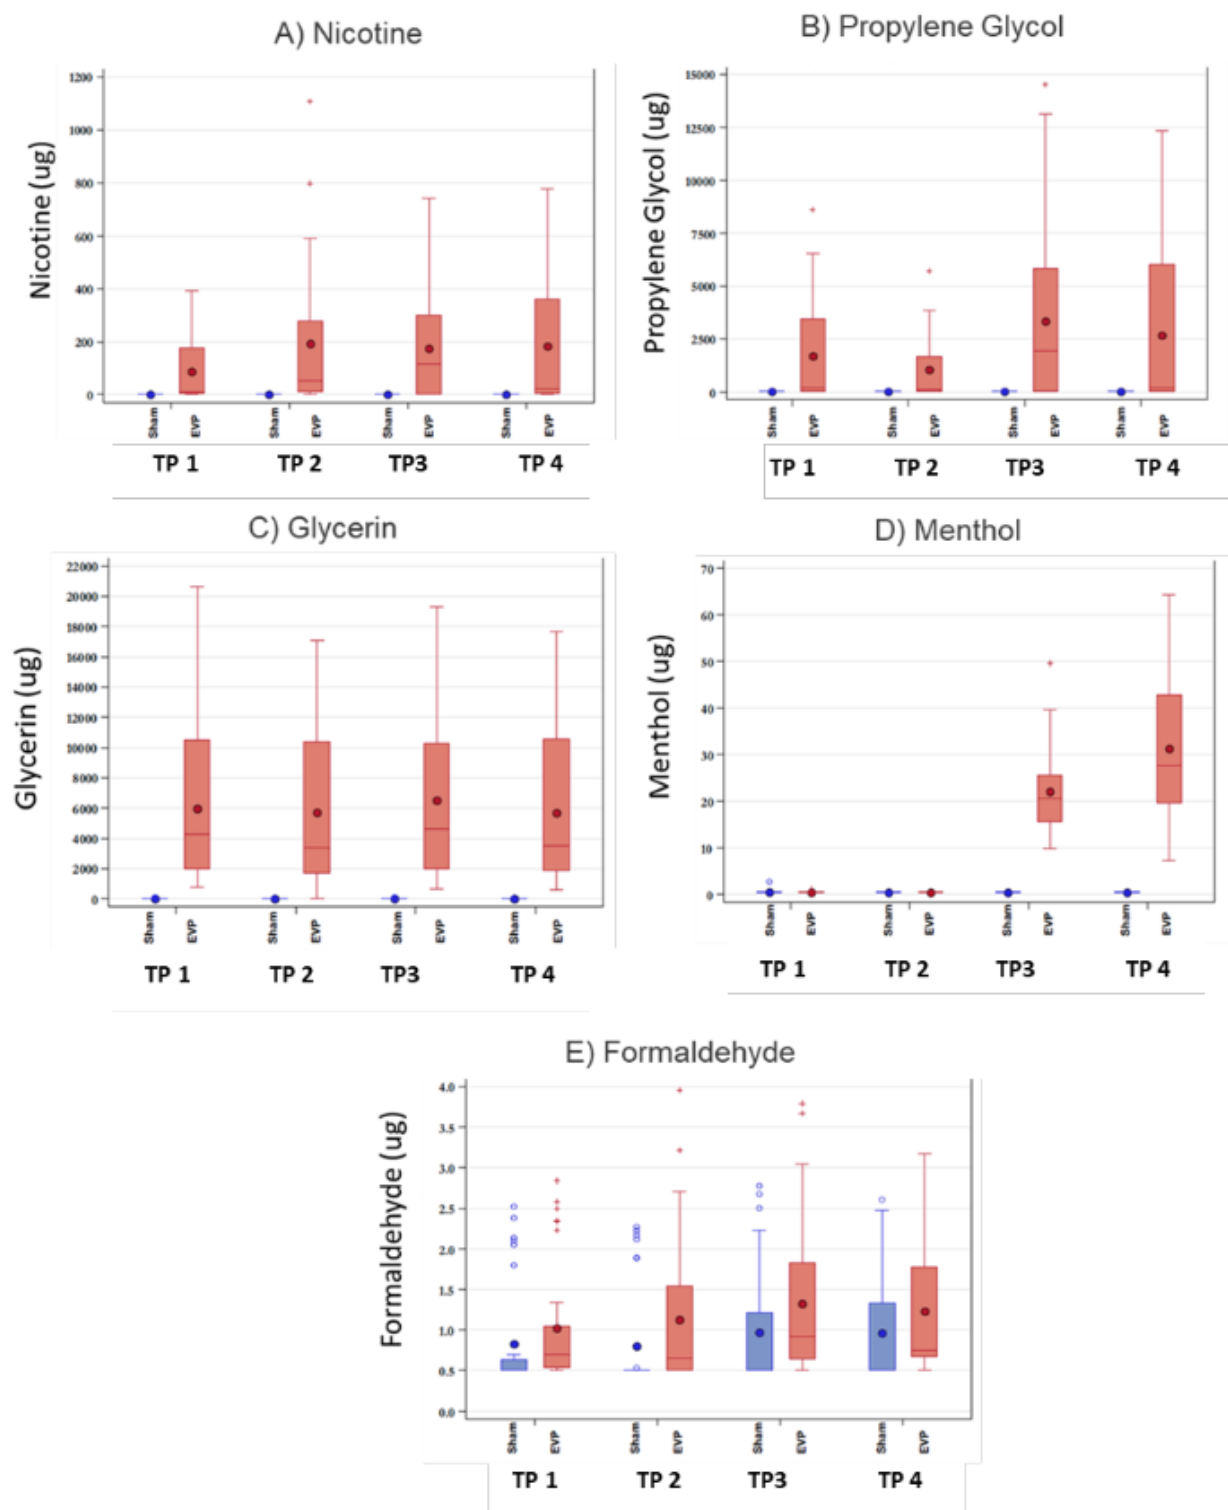 A) Nicotine
Nicotine (ug)
1200
1000
800
600
400
200
0
Sham EVP Sham EVP Sham EVP Sham EVP
TP 1 TP 2 TP3 TP 4
B) Propylene Glycol
Propylene Glycol (ug)
15000
12500
10000
7500
5000
2500
0
Sham EVP Sham EVP Sham EVP Sham EVP
TP 1 TP 2 TP3 TP 4
C) Glycerin
Glycerin (ug)
22000
20000
18000
16000
14000
12000
10000
8000
6000
4000
2000
0
Sham EVP Sham EVP Sham EVP Sham EVP
TP 1 TP 2 TP3 TP 4
D) Menthol
Menthol (ug)
70
60
50
40
30
20
10
0
Sham EVP Sham EVP Sham EVP Sham EVP
TP 1 TP 2 TP3 TP 4
E) Formaldehyde
Formaldehyde (ug)
4.0
3.5
3.0
2.5
2.0
1.5
1.0
0.5
0.0
Sham EVP Sham EVP Sham EVP Sham EVP
TP 1 TP 2 TP3 TP 4